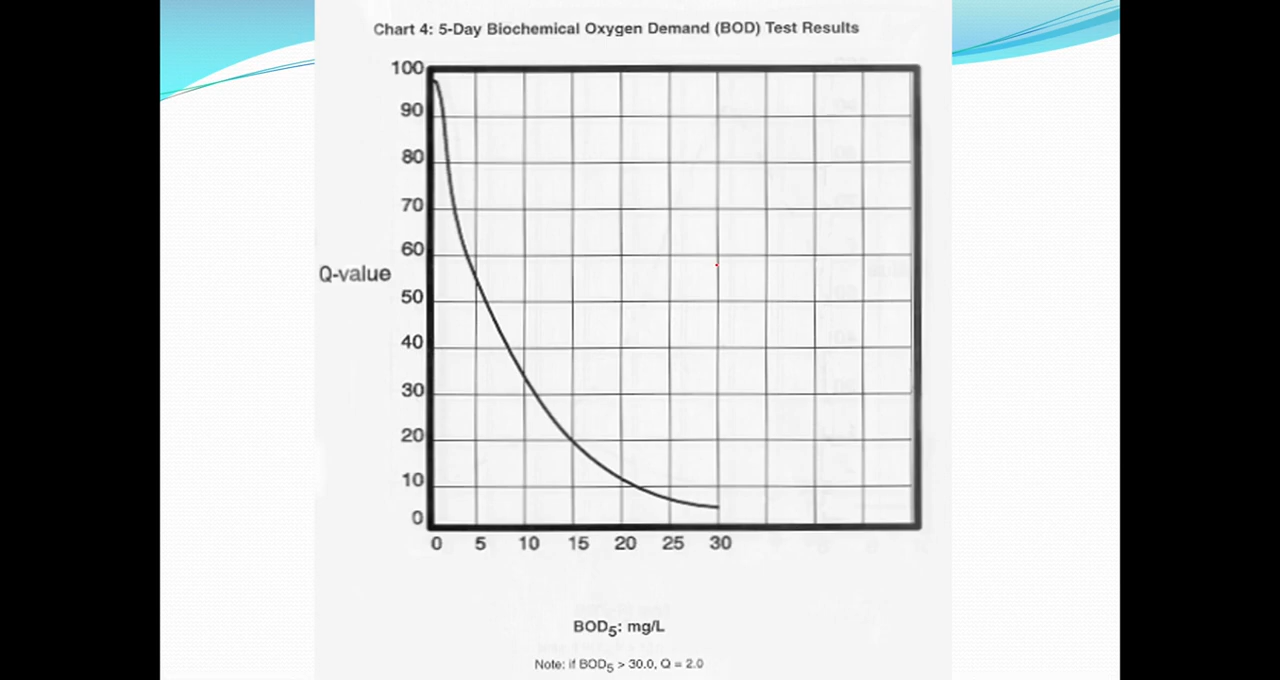 Chart 4: 5-Day Biochemical Oxygen Demand (BOD) Test Results
100
90
80
70
60
Q-value
50
40
30
20
10
0
0 5 10 15 20 25 30
BOD5: mg/L
Note: if BOD5 > 30.0, Q = 2.0